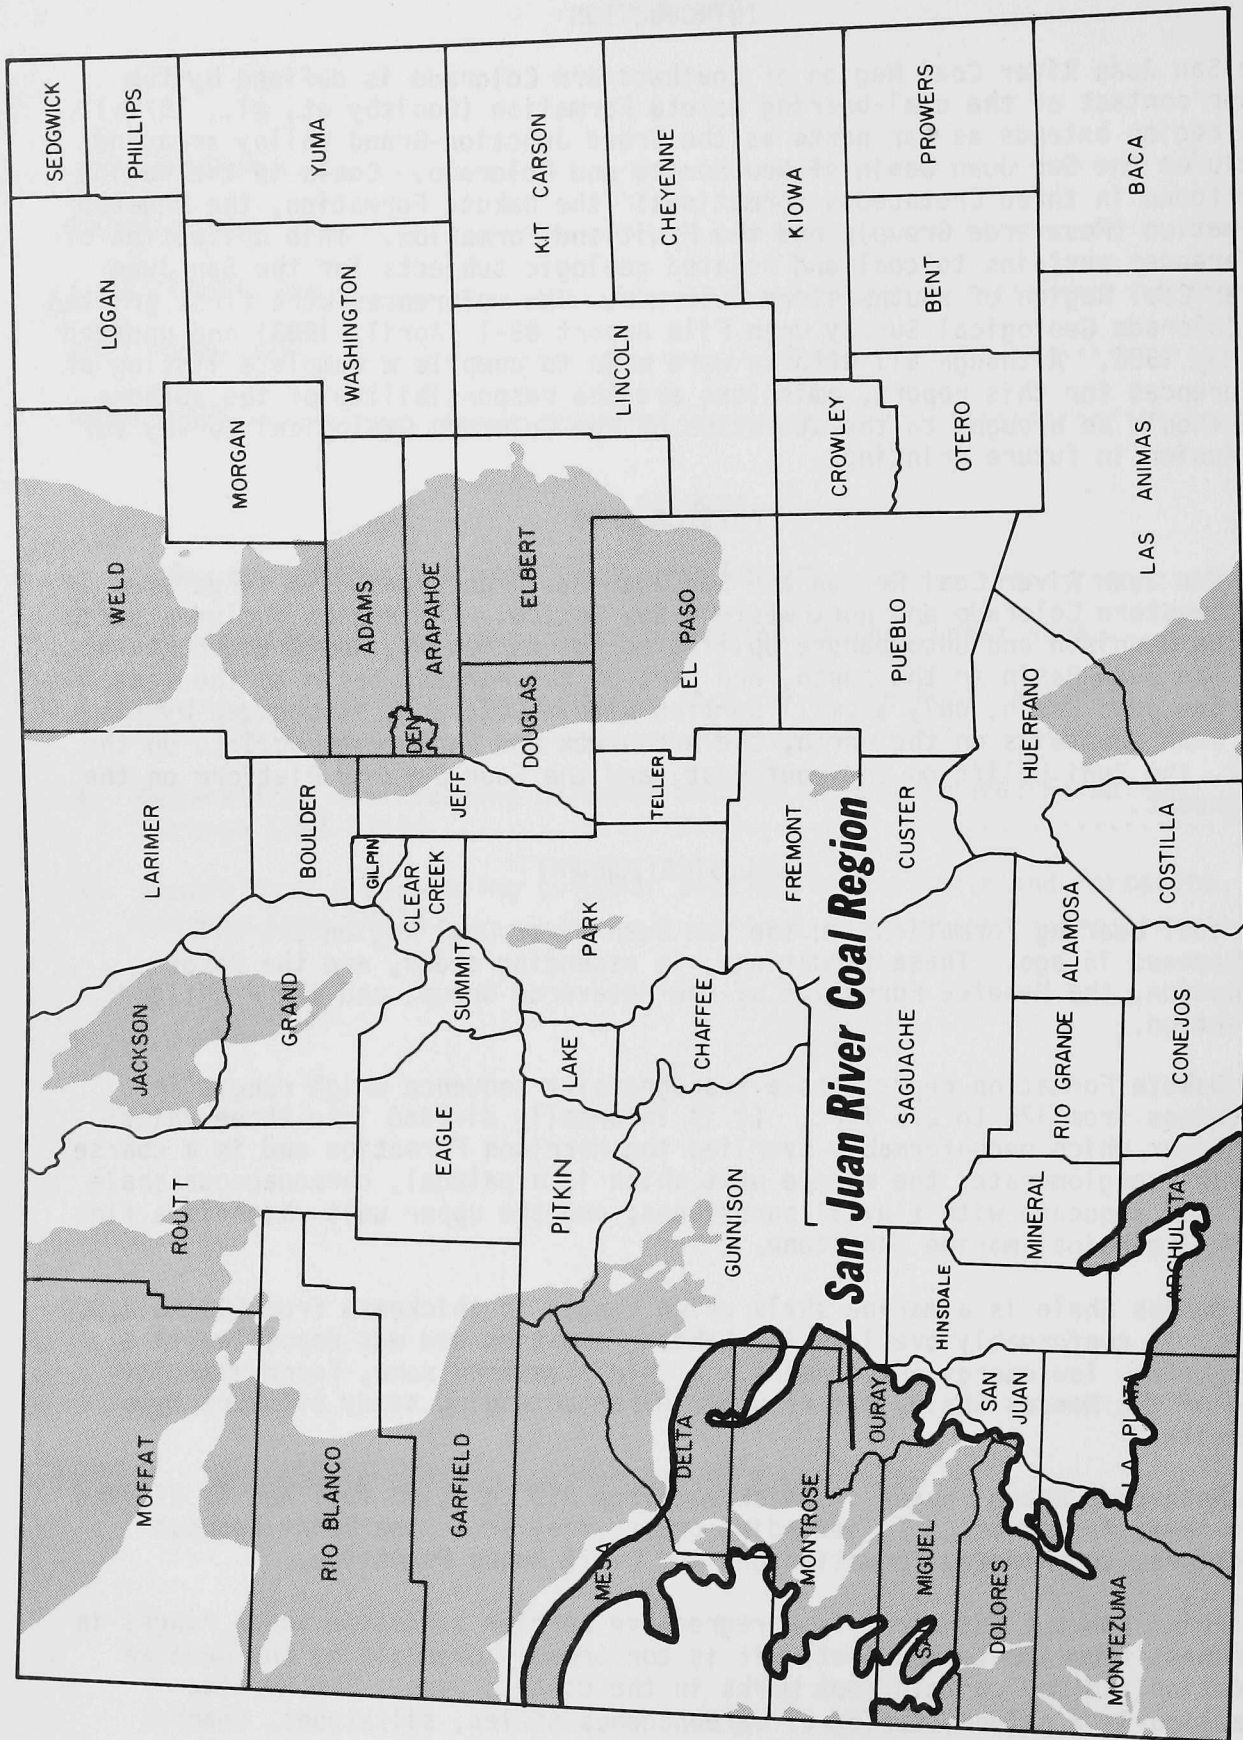 MOFFAT
ROUTT
JACKSON
LARIMER
WELD
LOGAN
SEDGWICK
PHILLIPS
MORGAN
RIO BLANCO
GRAND
BOULDER
GILPIN
WASHINGTON
YUMA
ADAMS
ARAPAHOE
DEN
CLEAR
CREEK
JEFF
GARFIELD
EAGLE
SUMMIT
DOUGLAS
ELBERT
KIT CARSON
PITKIN
LAKE
PARK
TELLER
EL PASO
LINCOLN
CHEYENNE
MESA
DELTA
GUNNISON
CHAFFEE
FREMONT
KIOWA
CROWLEY
MONTROSE
San Juan River Coal Region
OURAY
SAGUACHE
CUSTER
PUEBLO
OTERO
BENT
PROWERS
SAN MIGUEL
HINSDALE
DOLORES
SAN
JUAN
MINERAL
RIO GRANDE
ALAMOSA
HUERFANO
LAS ANIMAS
BACA
MONTEZUMA
LA PLATA
ARCHULETA
CONEJOS
COSTILLA